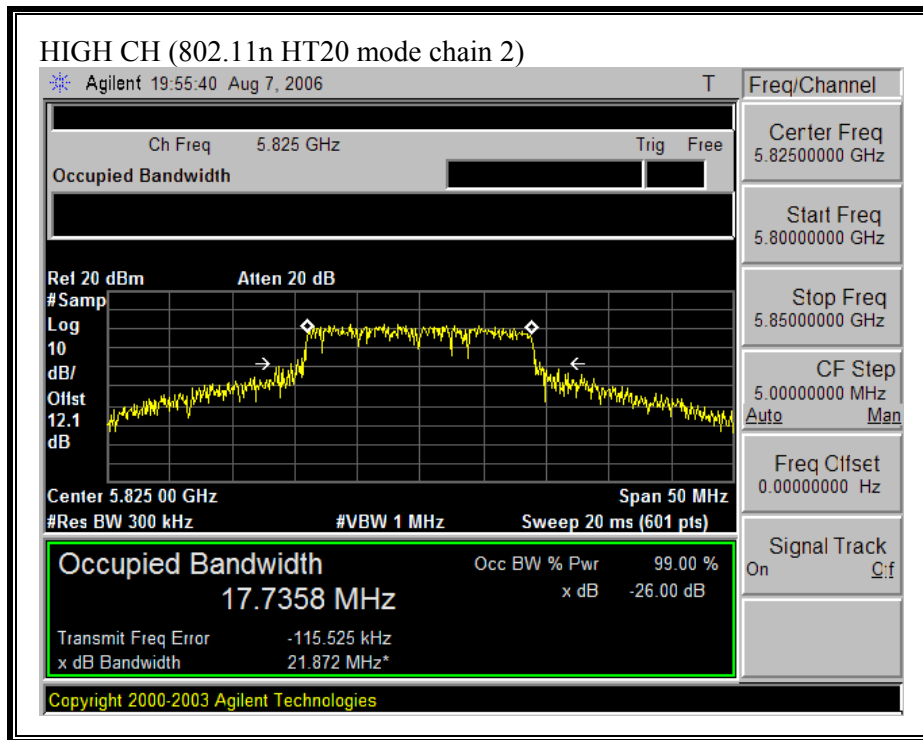 HIGH CH (802.11n HT20 mode chain 2)
Agilent 19:55:40 Aug 7, 2006 T
Freq/Channel
Ch Freq 5.825 GHz Trig Free
Occupied Bandwidth
Center Freq
5.82500000 GHz
Start Freq
5.80000000 GHz
Stop Freq
5.85000000 GHz
CF Step
5.00000000 MHz
Auto Man
Freq Offset
0.00000000 Hz
Signal Track
On Off
Ref 20 dBm Atten 20 dB
#Samp
Log
10
dB/
Offst
12.1
dB
Center 5.825 00 GHz Span 50 MHz
#Res BW 300 kHz #VBW 1 MHz Sweep 20 ms (601 pts)
Occupied Bandwidth
17.7358 MHz
Occ BW % Pwr 99.00 %
x dB -26.00 dB
Transmit Freq Error -115.525 kHz
x dB Bandwidth 21.872 MHz*
Copyright 2000-2003 Agilent Technologies